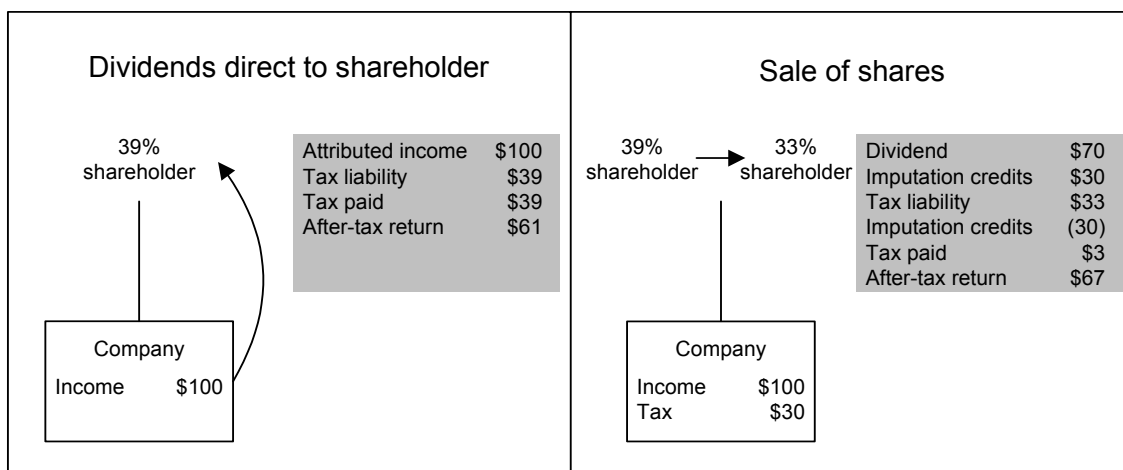 Dividends direct to shareholder
39%
shareholder
Attributed income $100
Tax liability $39
Tax paid $39
After-tax return $61
Company
Income $100
Sale of shares
39%
shareholder
33%
shareholder
Dividend $70
Imputation credits $30
Tax liability $33
Imputation credits (30)
Tax paid $3
After-tax return $67
Company
Income $100
Tax $30